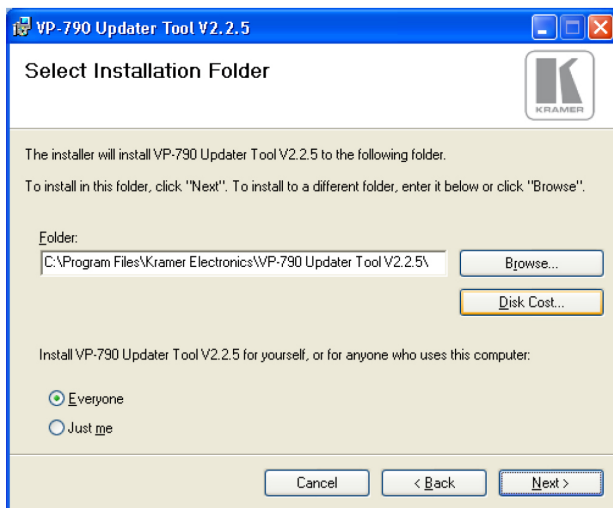 VP-790 Updater Tool V2.2.5
Select Installation Folder
KRAMER
The installer will install VP-790 Updater Tool V2.2.5 to the following folder.
To install in this folder, click "Next". To install to a different folder, enter it below or click "Browse".
Folder:
C:\Program Files\Kramer Electronics\VP-790 Updater Tool V2.2.5\
Browse...
Disk Cost...
Install VP-790 Updater Tool V2.2.5 for yourself, or for anyone who uses this computer:
Everyone
Just me
Cancel
< Back
Next >